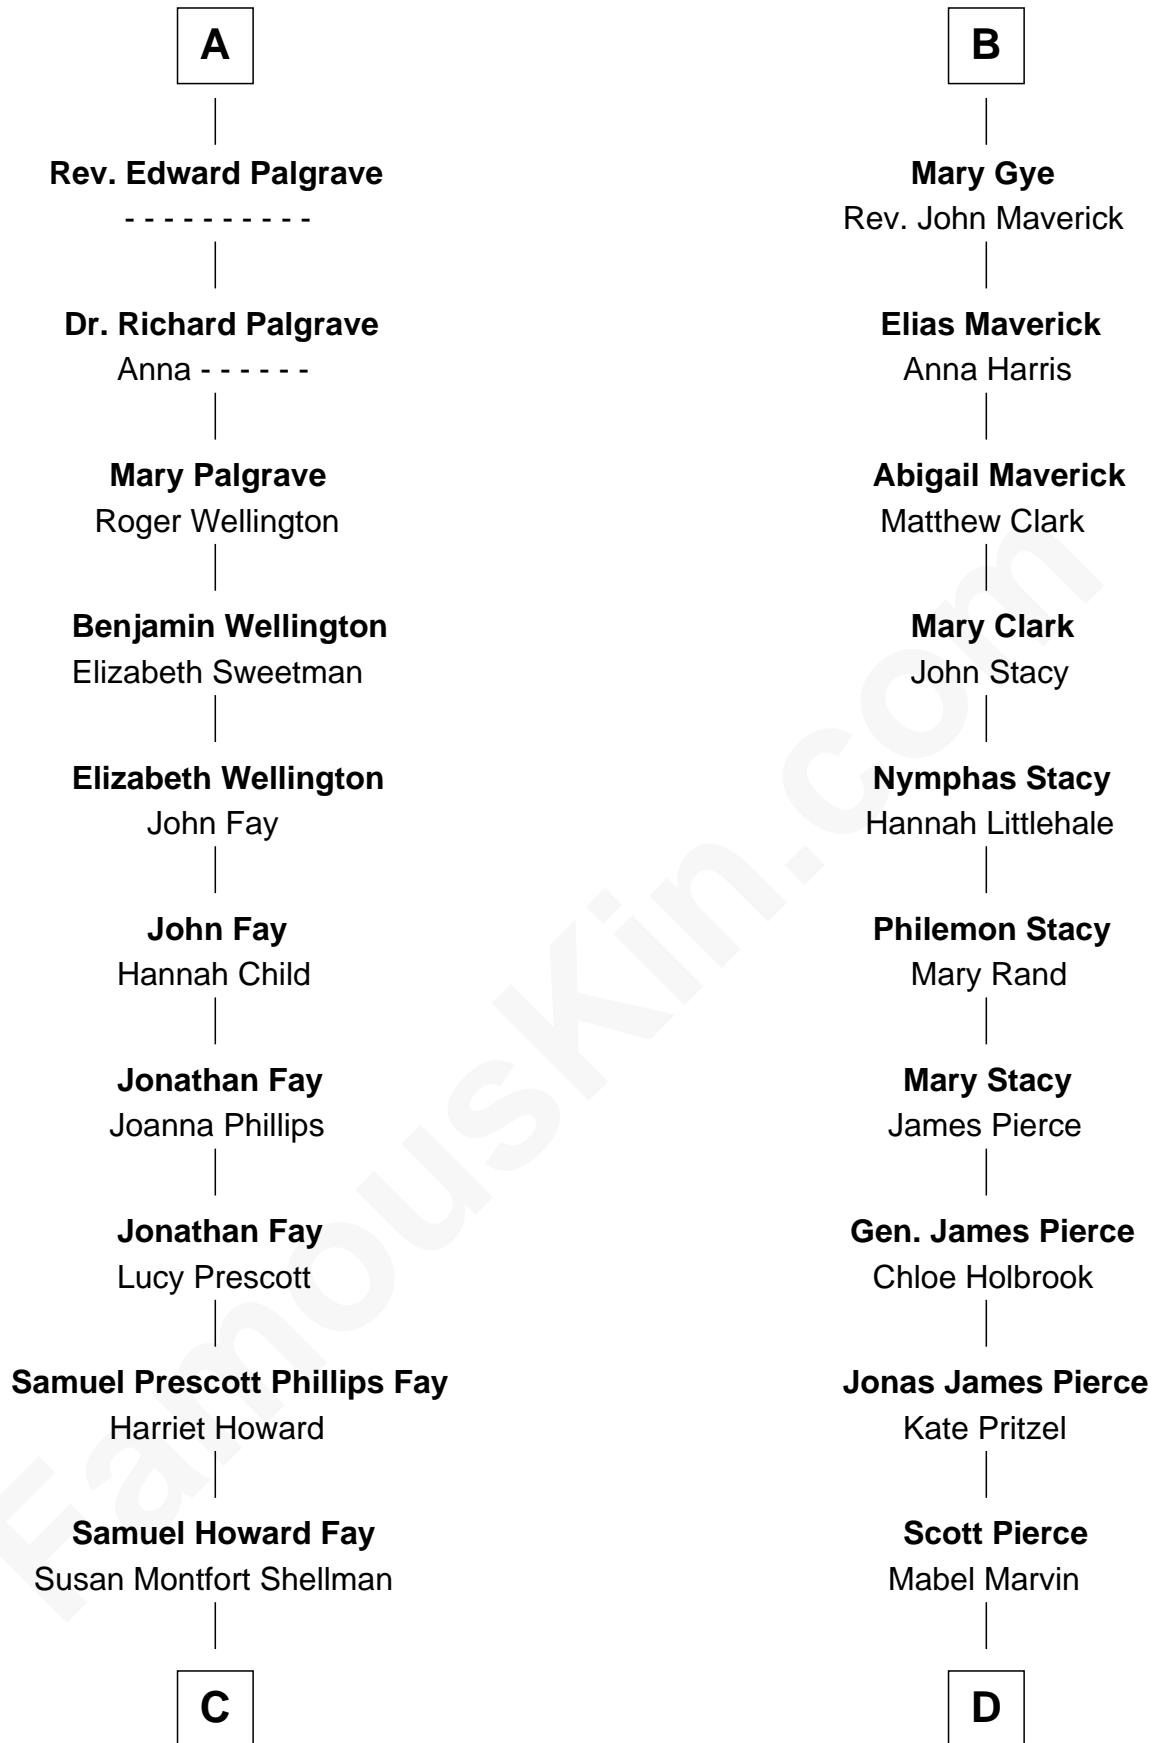 A
Rev. Edward Palgrave
- - - - - - - - - -
Dr. Richard Palgrave
Anna - - - - - -
Mary Palgrave
Roger Wellington
Benjamin Wellington
Elizabeth Sweetman
Elizabeth Wellington
John Fay
John Fay
Hannah Child
Jonathan Fay
Joanna Phillips
Jonathan Fay
Lucy Prescott
Samuel Prescott Phillips Fay
Harriet Howard
Samuel Howard Fay
Susan Montfort Shellman
C
B
Mary Gye
Rev. John Maverick
Elias Maverick
Anna Harris
Abigail Maverick
Matthew Clark
Mary Clark
John Stacy
Nymphas Stacy
Hannah Littlehale
Philemon Stacy
Mary Rand
Mary Stacy
James Pierce
Gen. James Pierce
Chloe Holbrook
Jonas James Pierce
Kate Pritzel
Scott Pierce
Mabel Marvin
D
FamousKin.com